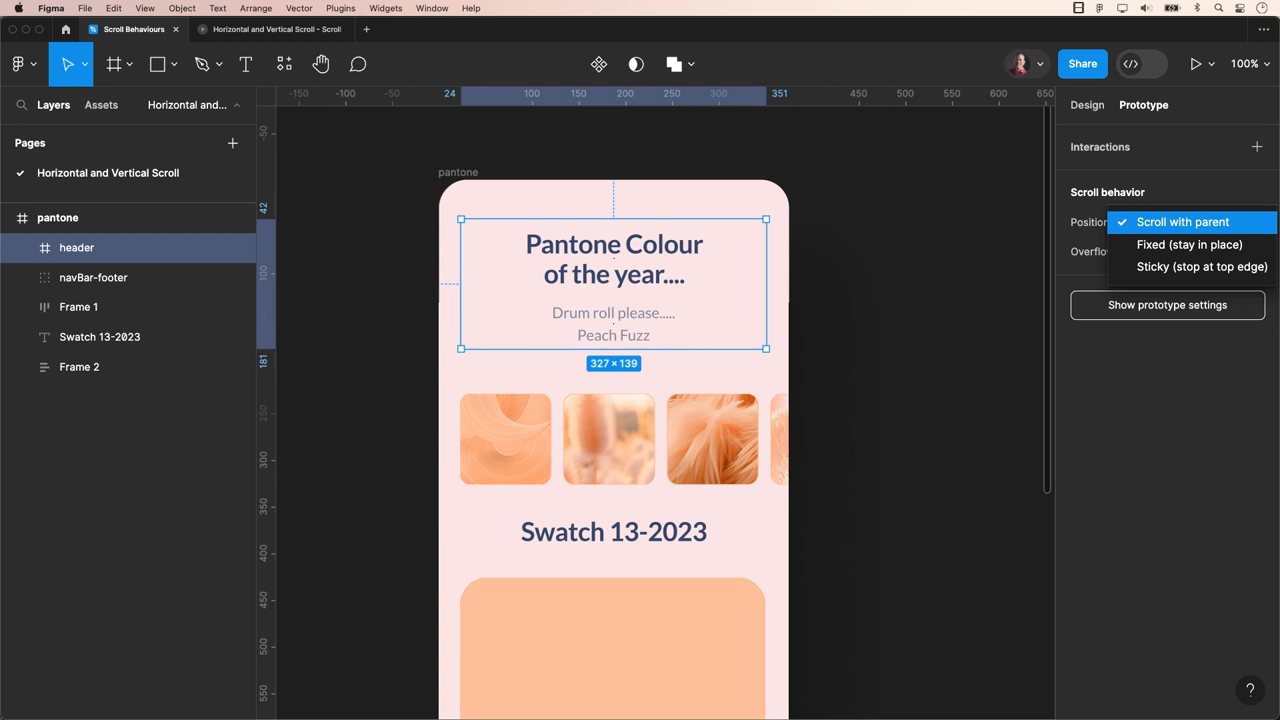 Figma File Edit View Object Text Arrange Vector Plugins Widgets Window Help
Scroll Behaviours
Horizontal and Vertical Scroll - Scroll
Share
100%
Layers Assets Horizontal and...
Pages
Horizontal and Vertical Scroll
pantone
header
navBar-footer
Frame 1
Swatch 13-2023
Frame 2
-150 -100 -50 24 100 150 200 250 300 351 450 500 550 600 650
-50
42
100
181
250
300
350
400
450
500
550
pantone
Pantone Colour
of the year....
Drum roll please.....
Peach Fuzz
327 × 139
Swatch 13-2023
Design Prototype
Interactions
Scroll behavior
Position
Scroll with parent
Fixed (stay in place)
Overflo
Sticky (stop at top edge)
Show prototype settings
?